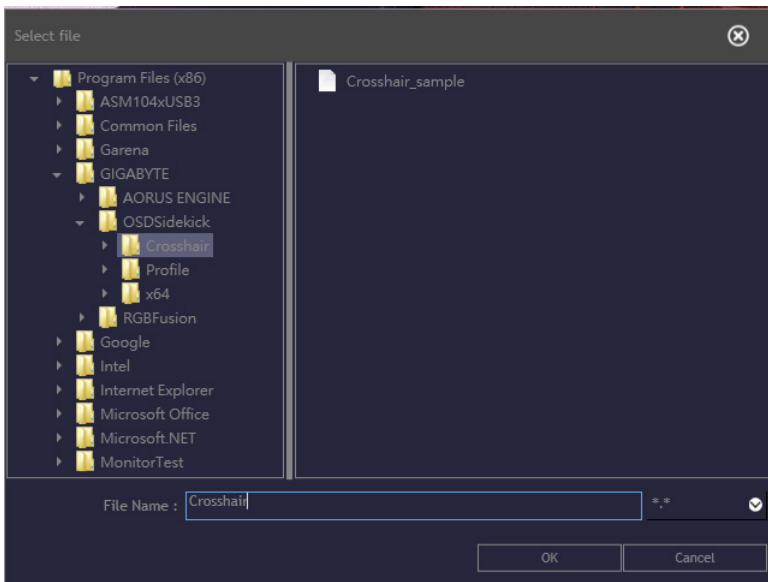 Select file
Program Files (x86)
ASM104xUSB3
Common Files
Garena
GIGABYTE
AORUS ENGINE
OSDSidekick
Crosshair
Profile
x64
RGBFusion
Google
Intel
Internet Explorer
Microsoft Office
Microsoft.NET
MonitorTest
Crosshair_sample
File Name : Crosshair *.*
OK Cancel